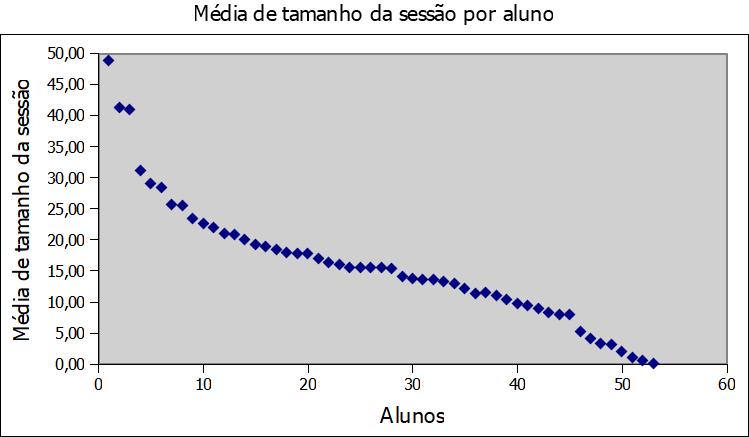 Média de tamanho da sessão por aluno
Média de tamanho da sessão
50,00
45,00
40,00
35,00
30,00
25,00
20,00
15,00
10,00
5,00
0,00
0 10 20 30 40 50 60
Alunos